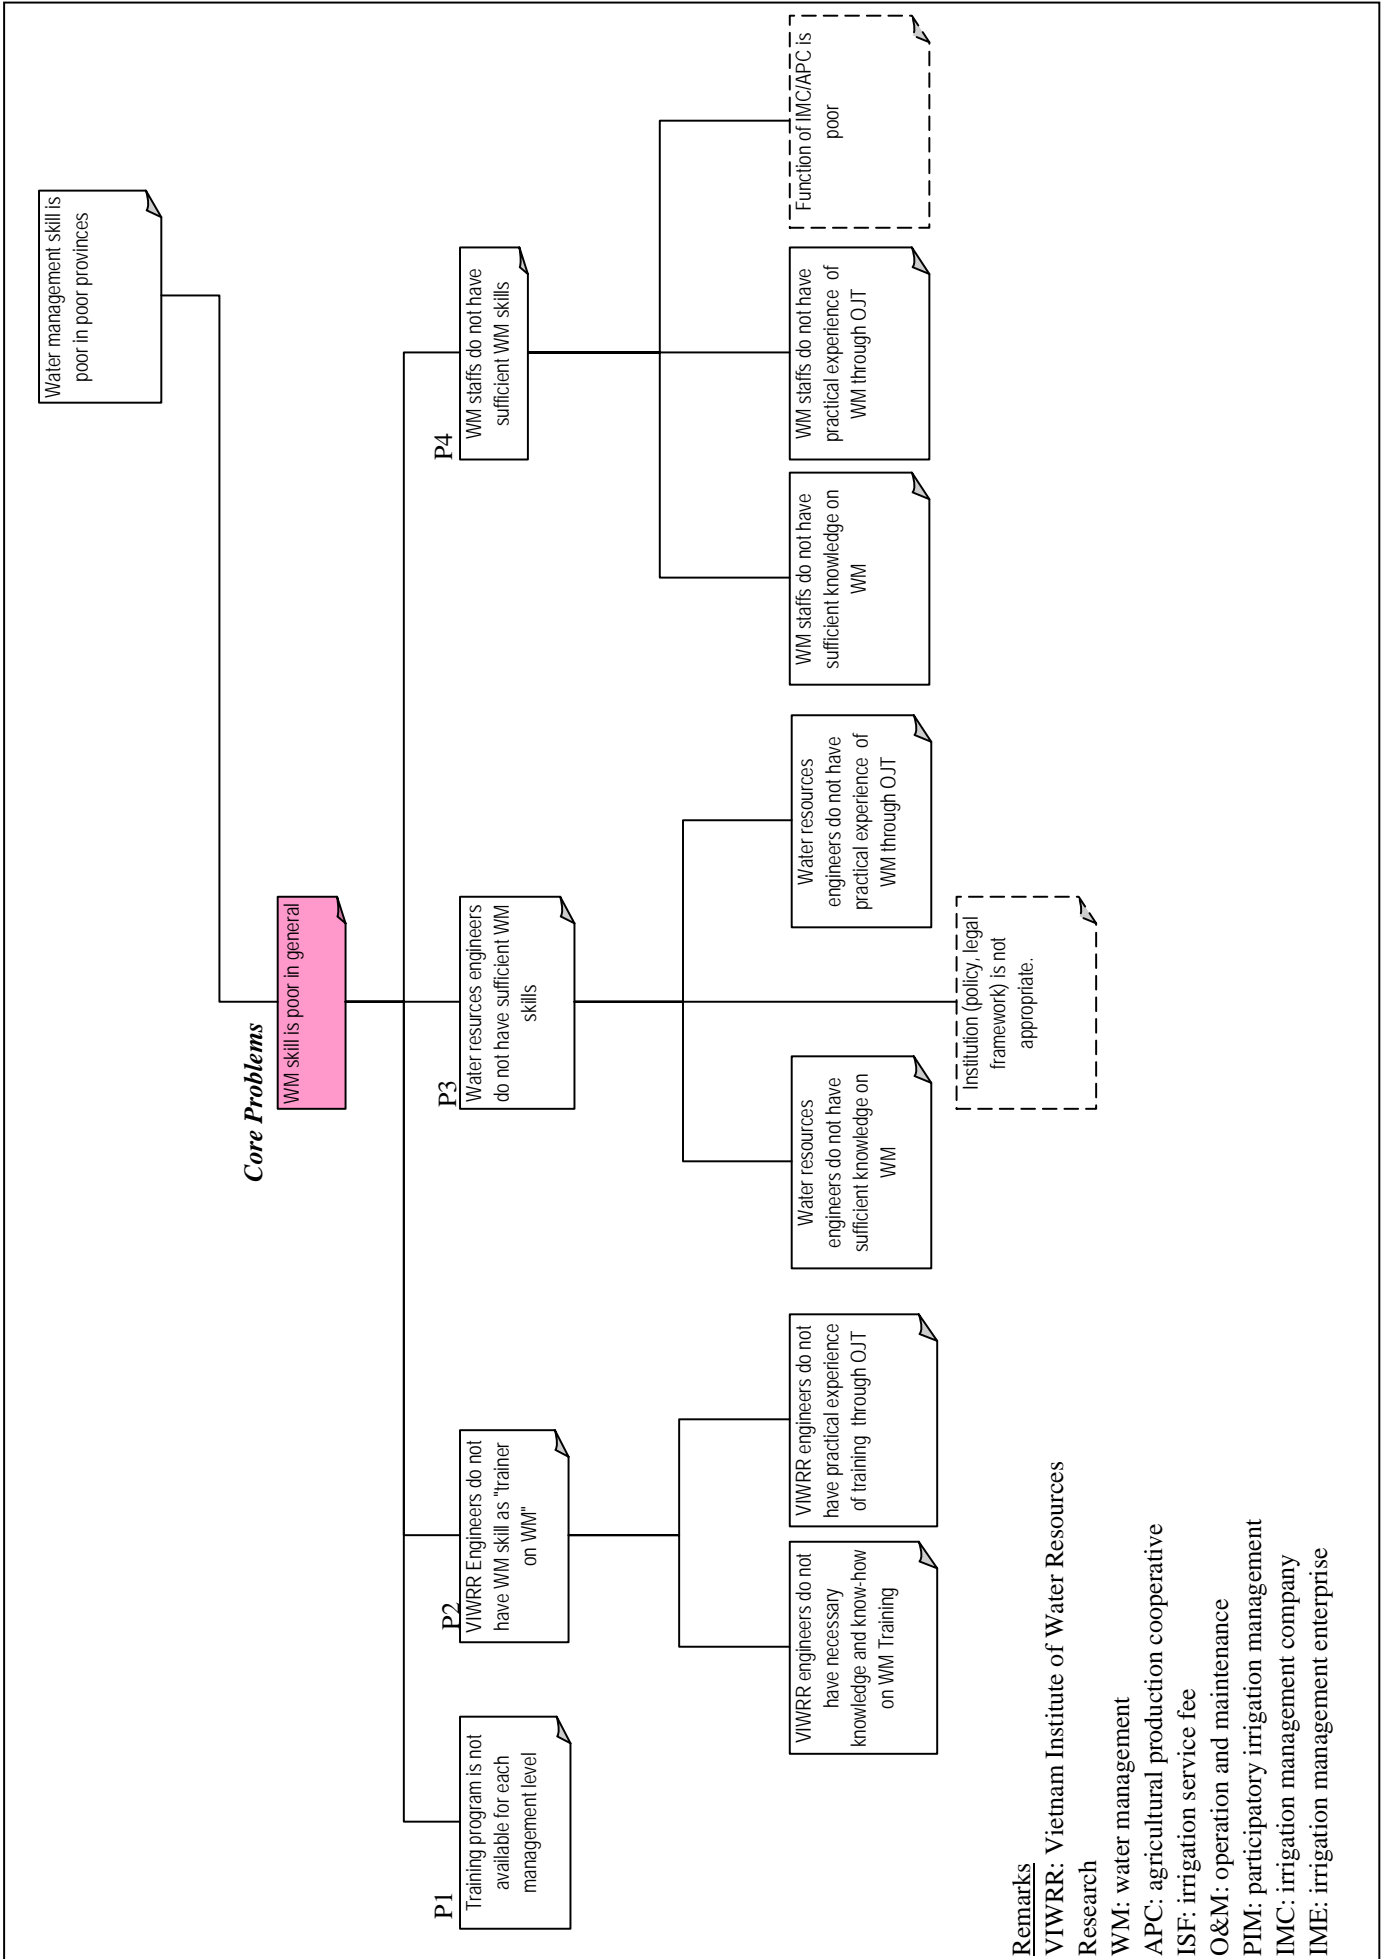 Water management skill is
poor in poor provinces
Core Problems
WM skill is poor in general
P1
Training program is not
available for each
management level
P2
VIWRR Engineers do not
have WM skill as "trainer
on WM"
P3
Water resurces engineers
do not have sufficient WM
skills
P4
WM staffs do not have
sufficient WM skills
VIWRR engineers do not
have necessary
knowledge and know-how
on WM Training
VIWRR engineers do not
have practical experience
of training through OJT
Water resources
engineers do not have
sufficient knowledge on
WM
Water resources
engineers do not have
practical experience of
WM through OJT
WM staffs do not have
sufficient knowledge on
WM
WM staffs do not have
practical experience of
WM through OJT
Function of IMC/APC is
poor
Institution (policy, legal
framework) is not
appropriate.
Remarks
VIWRR: Vietnam Institute of Water Resources
Research
WM: water management
APC: agricultural production cooperative
ISF: irrigation service fee
O&M: operation and maintenance
PIM: participatory irrigation management
IMC: irrigation management company
IME: irrigation management enterprise